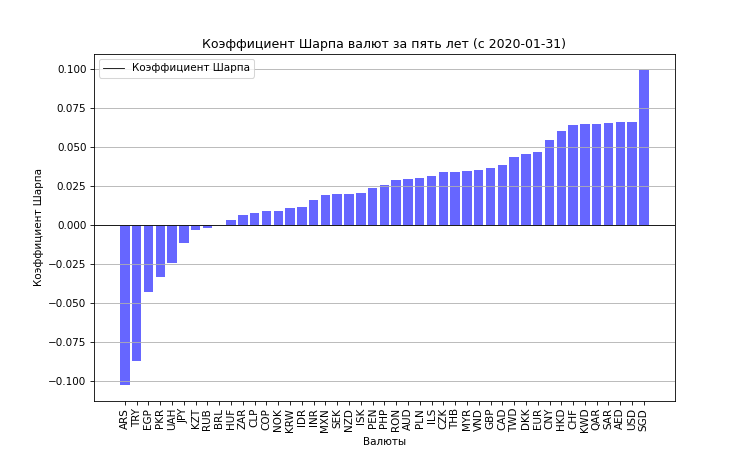 Коэффициент Шарпа валют за пять лет (с 2020-01-31)
Коэффициент Шарпа
0.100
0.075
0.050
0.025
0.000
−0.025
−0.050
−0.075
−0.100
Коэффициент Шарпа
ARS
TRY
EGP
PKR
UAH
JPY
KZT
RUB
BRL
HUF
ZAR
CLP
COP
NOK
KRW
IDR
INR
MXN
SEK
NZD
ISK
PEN
PHP
RON
AUD
PLN
ILS
CZK
THB
MYR
VND
GBP
CAD
TWD
DKK
EUR
CNY
HKD
CHF
KWD
QAR
SAR
AED
USD
SGD
Валюты